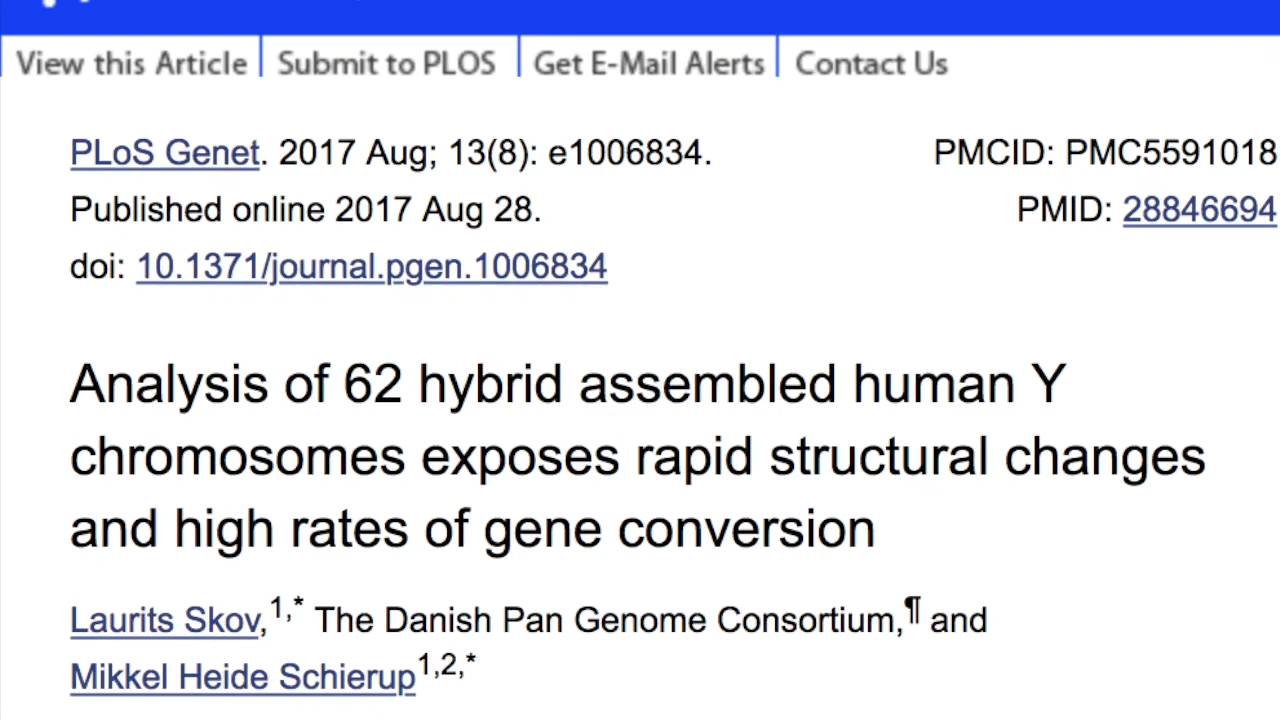 View this Article Submit to PLOS Get E-Mail Alerts Contact Us
PLoS Genet. 2017 Aug; 13(8): e1006834. PMCID: PMC5591018
Published online 2017 Aug 28. PMID: 28846694
doi: 10.1371/journal.pgen.1006834
Analysis of 62 hybrid assembled human Y
chromosomes exposes rapid structural changes
and high rates of gene conversion
Laurits Skov,1,* The Danish Pan Genome Consortium,¶ and
Mikkel Heide Schierup1,2,*